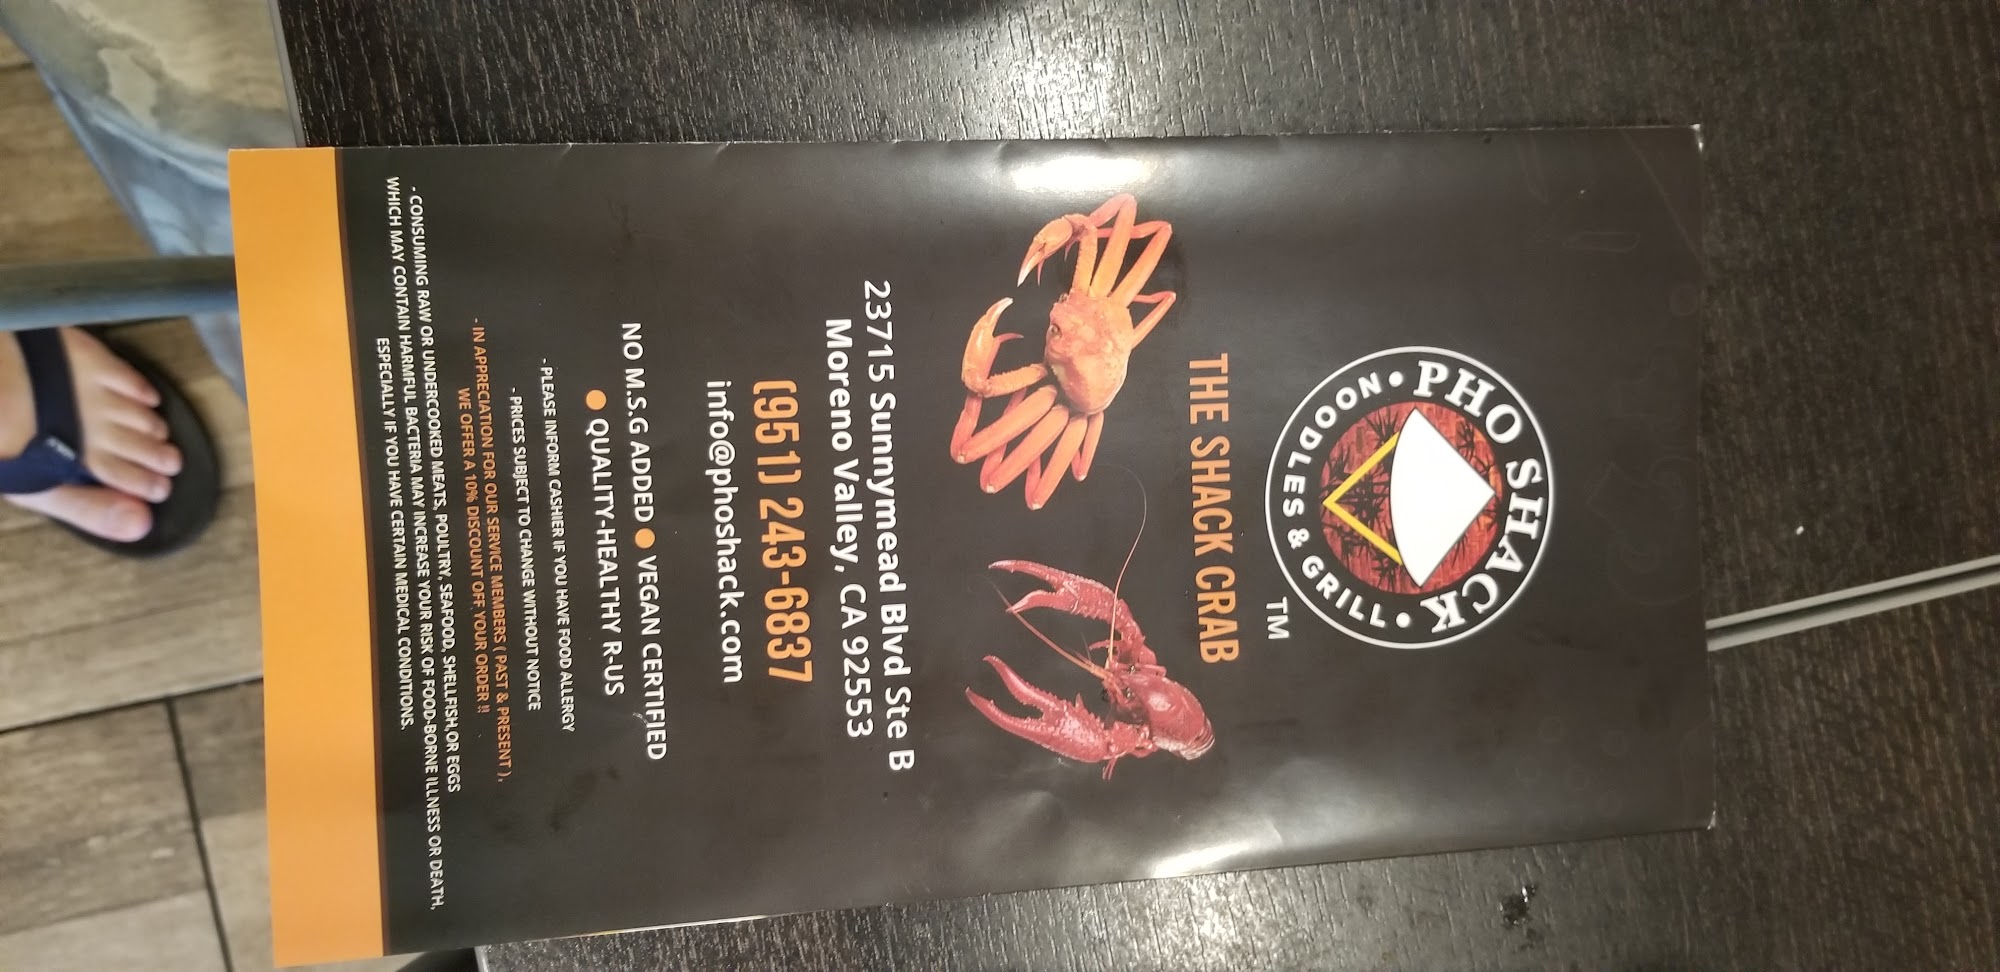 • PHO SHACK •
NOODLES & GRILL
TM
THE SHACK CRAB
23715 Sunnymead Blvd Ste B
Moreno Valley, CA 92553
(951) 243-6837
info@phoshack.com
NO M.S.G ADDED ● VEGAN CERTIFIED
● QUALITY-HEALTHY R-US
- PLEASE INFORM CASHIER IF YOU HAVE FOOD ALLERGY
- PRICES SUBJECT TO CHANGE WITHOUT NOTICE
- IN APPRECIATION FOR OUR SERVICE MEMBERS ( PAST & PRESENT ),
WE OFFER A 10% DISCOUNT OFF YOUR ORDER !!
- CONSUMING RAW OR UNDERCOOKED MEATS, POULTRY, SEAFOOD, SHELLFISH,OR EGGS
WHICH MAY CONTAIN HARMFUL BACTERIA MAY INCREASE YOUR RISK OF FOOD-BORNE ILLNESS OR DEATH,
ESPECIALLY IF YOU HAVE CERTAIN MEDICAL CONDITIONS.